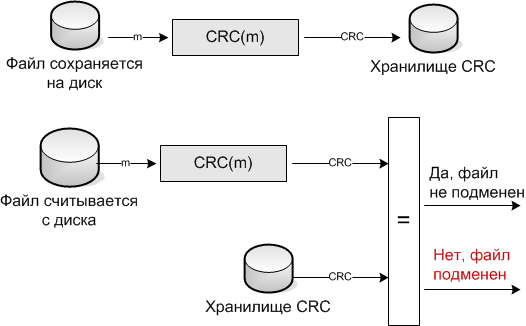 m
CRC(m)
CRC
Файл сохраняется
на диск
Хранилище CRC
m
CRC(m)
CRC
Файл считывается
с диска
Да, файл
не подменен
=
Нет, файл
подменен
CRC
Хранилище CRC